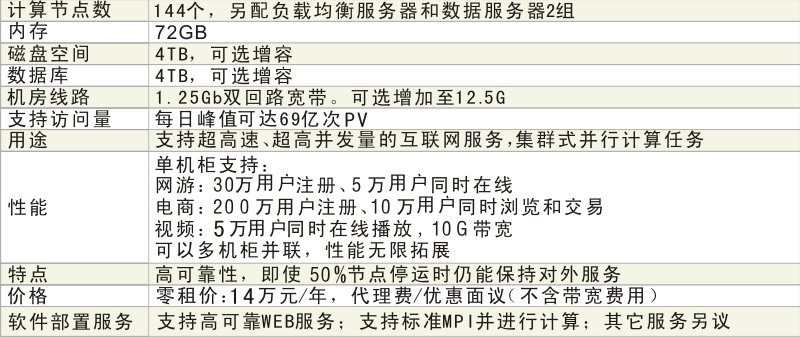 计算节点数 144个，另配负载均衡服务器和数据服务器2组
内存 72GB
磁盘空间 4TB，可选增容
数据库 4TB，可选增容
机房线路 1.25Gb双回路宽带。可选增加至12.5G
支持访问量 每日峰值可达69亿次PV
用途 支持超高速、超高并发量的互联网服务，集群式并行计算任务
性能 单机柜支持：
网游：30万用户注册、5万用户同时在线
电商：200万用户注册、10万用户同时浏览和交易
视频：5万用户同时在线播放，10G带宽
可以多机柜并联，性能无限拓展
特点 高可靠性，即使50%节点停运时仍能保持对外服务
价格 零租价：14万元/年，代理费/优惠面议（不含带宽费用）
软件部置服务 支持高可靠WEB服务；支持标准MPI并进行计算；其它服务另议